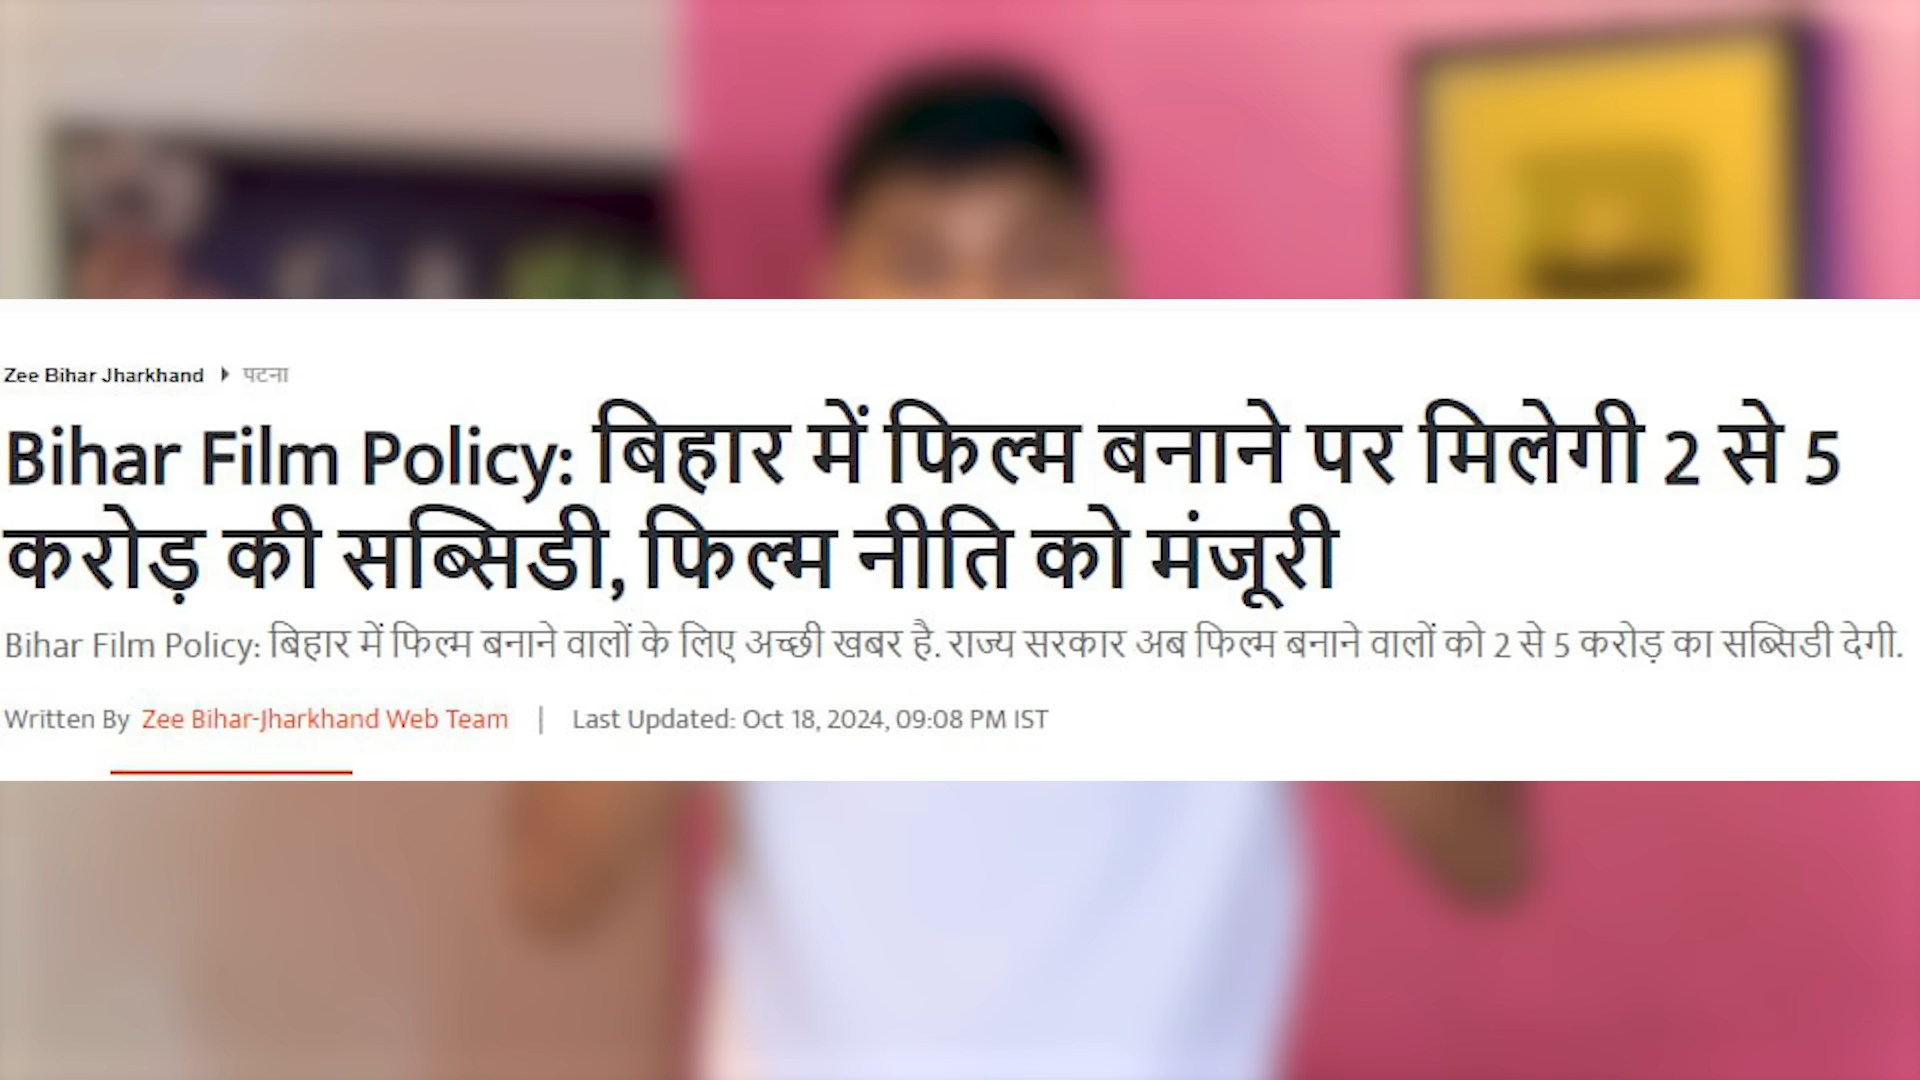 Zee Bihar Jharkhand पटना
Bihar Film Policy: बिहार में फिल्म बनाने पर मिलेगी 2 से 5
करोड़ की सब्सिडी, फिल्म नीति को मंजूरी
Bihar Film Policy: बिहार में फिल्म बनाने वालों के लिए अच्छी खबर है. राज्य सरकार अब फिल्म बनाने वालों को 2 से 5 करोड़ का सब्सिडी देगी.
Written By Zee Bihar-Jharkhand Web Team | Last Updated: Oct 18, 2024, 09:08 PM IST